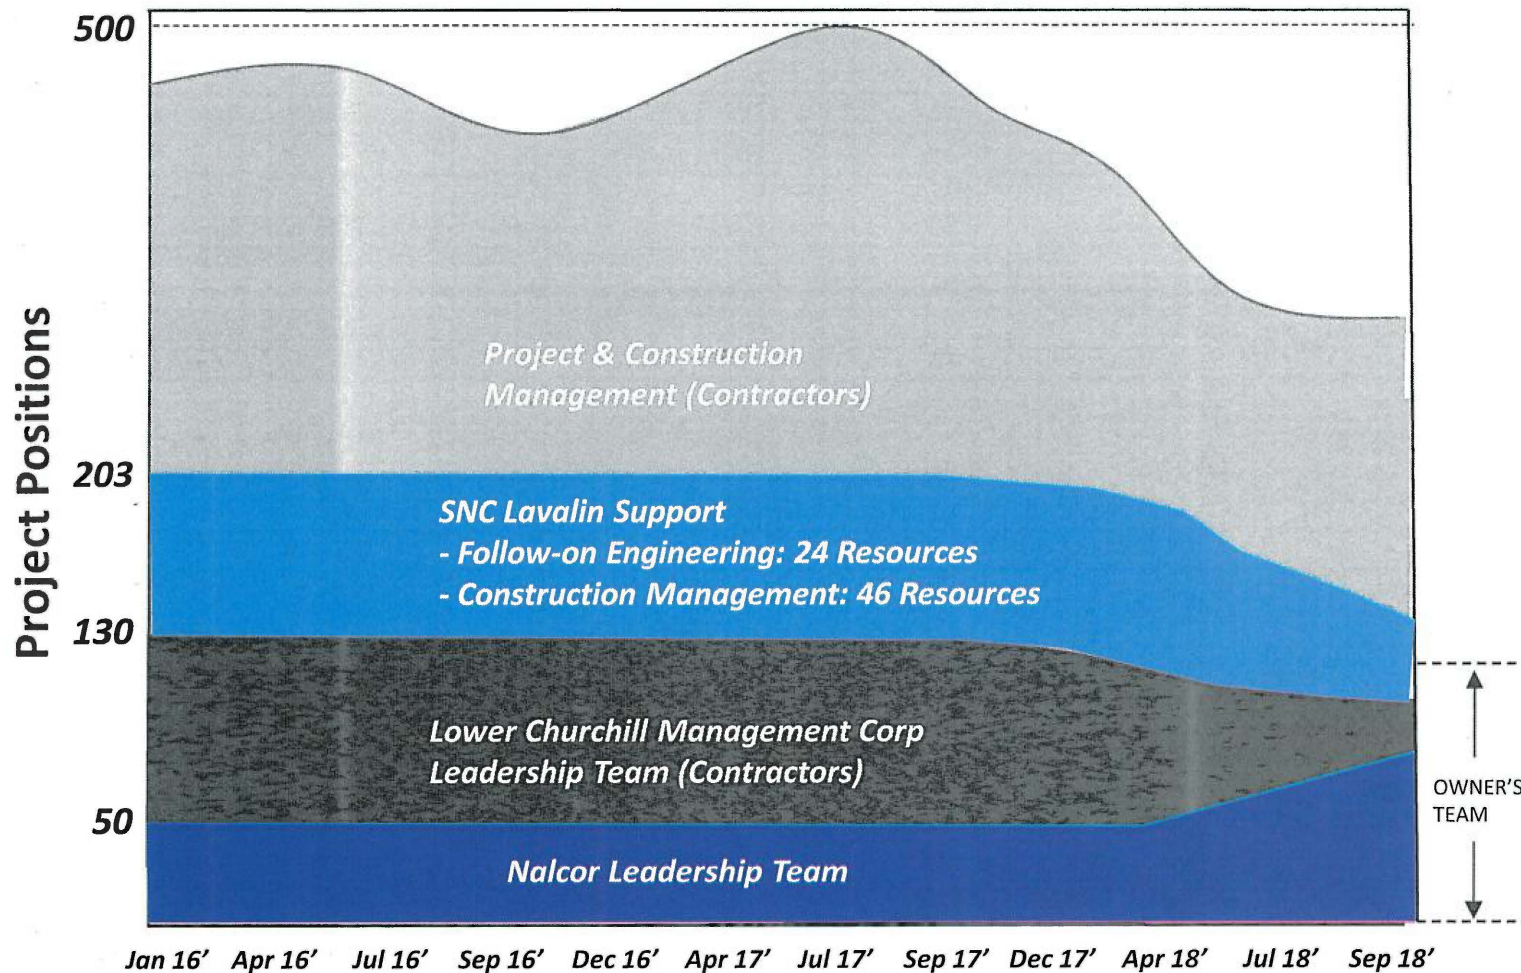 500
203
130
50
Project Positions
Project & Construction
Management (Contractors)
SNC Lavalin Support
- Follow-on Engineering: 24 Resources
- Construction Management: 46 Resources
Lower Churchill Management Corp
Leadership Team (Contractors)
Nalcor Leadership Team
OWNER'S
TEAM
Jan 16' Apr 16' Jul 16' Sep 16' Dec 16' Apr 17' Jul 17' Sep 17' Dec 17' Apr 18' Jul 18' Sep 18'